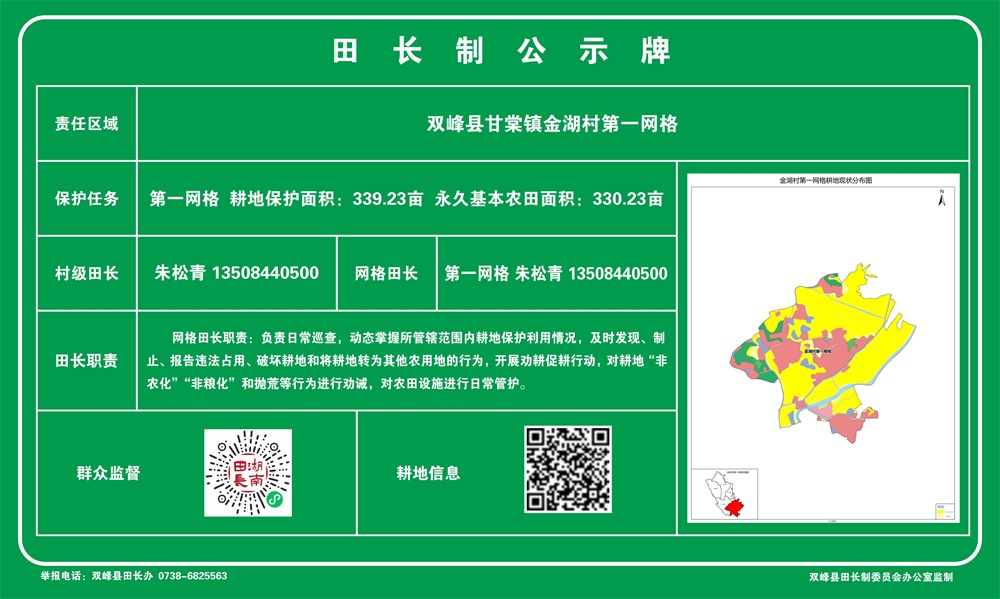 田长制公示牌
责任区域
双峰县甘棠镇金湖村第一网格
保护任务
第一网格 耕地保护面积：339.23亩 永久基本农田面积：330.23亩
村级田长
朱松青 13508440500
网格田长
第一网格 朱松青 13508440500
田长职责
网格田长职责：负责日常巡查，动态掌握所管辖范围内耕地保护利用情况，及时发现、制
止、报告违法占用、破坏耕地和将耕地转为其他农用地的行为，开展劝耕促耕行动，对耕地“非
农化”“非粮化”和抛荒等行为进行劝诫，对农田设施进行日常管护。
金湖村第一网格耕地现状分布图
N
金湖村第一网格
群众监督
湖南
田長
耕地信息
举报电话：双峰县田长办 0738-6825563
双峰县田长制委员会办公室监制